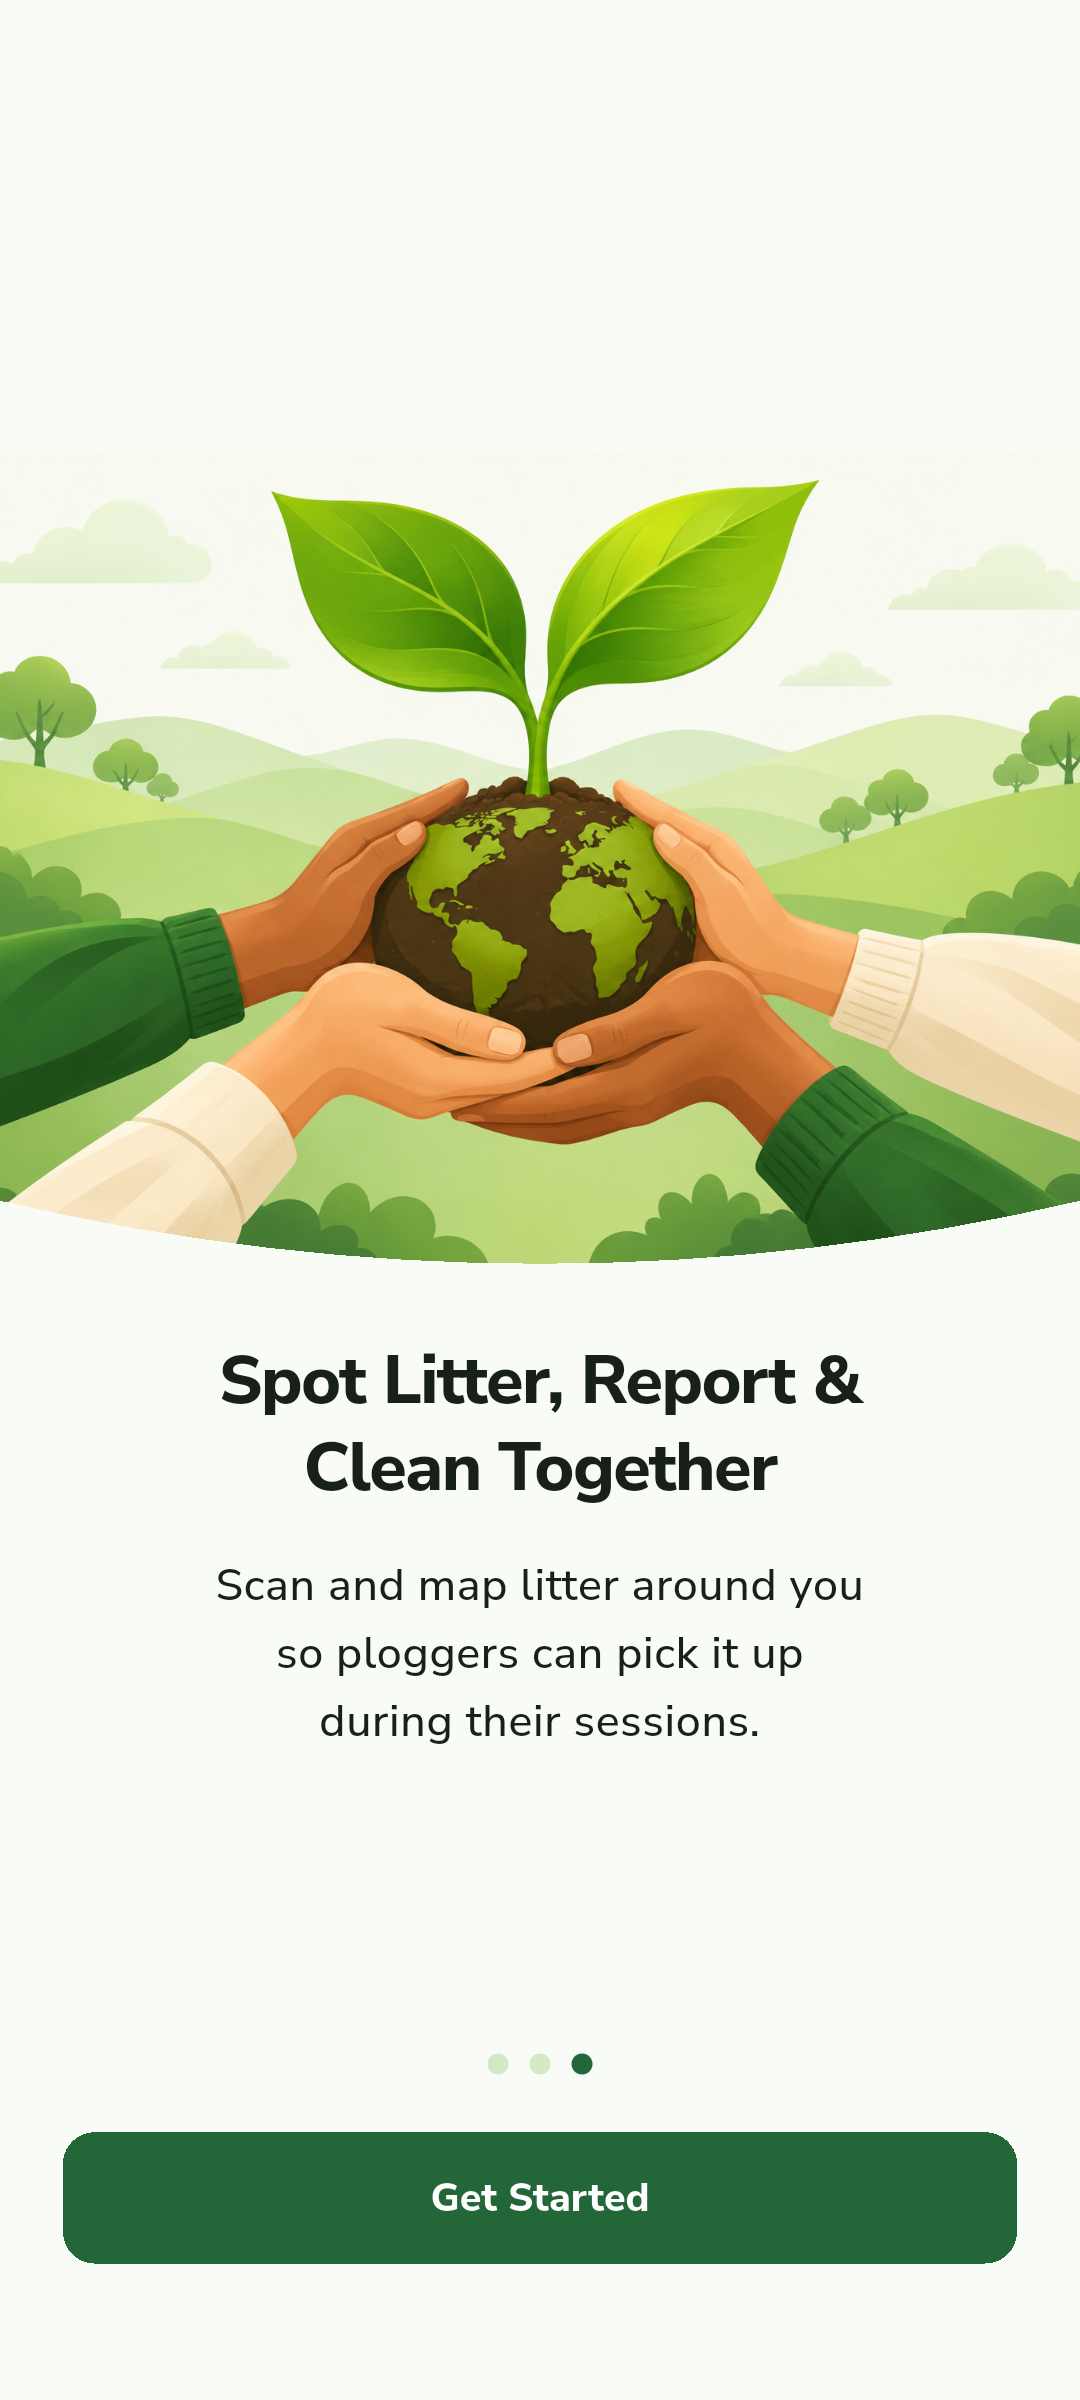 Spot Litter, Report &
Clean Together
Scan and map litter around you
so ploggers can pick it up
during their sessions.
Get Started